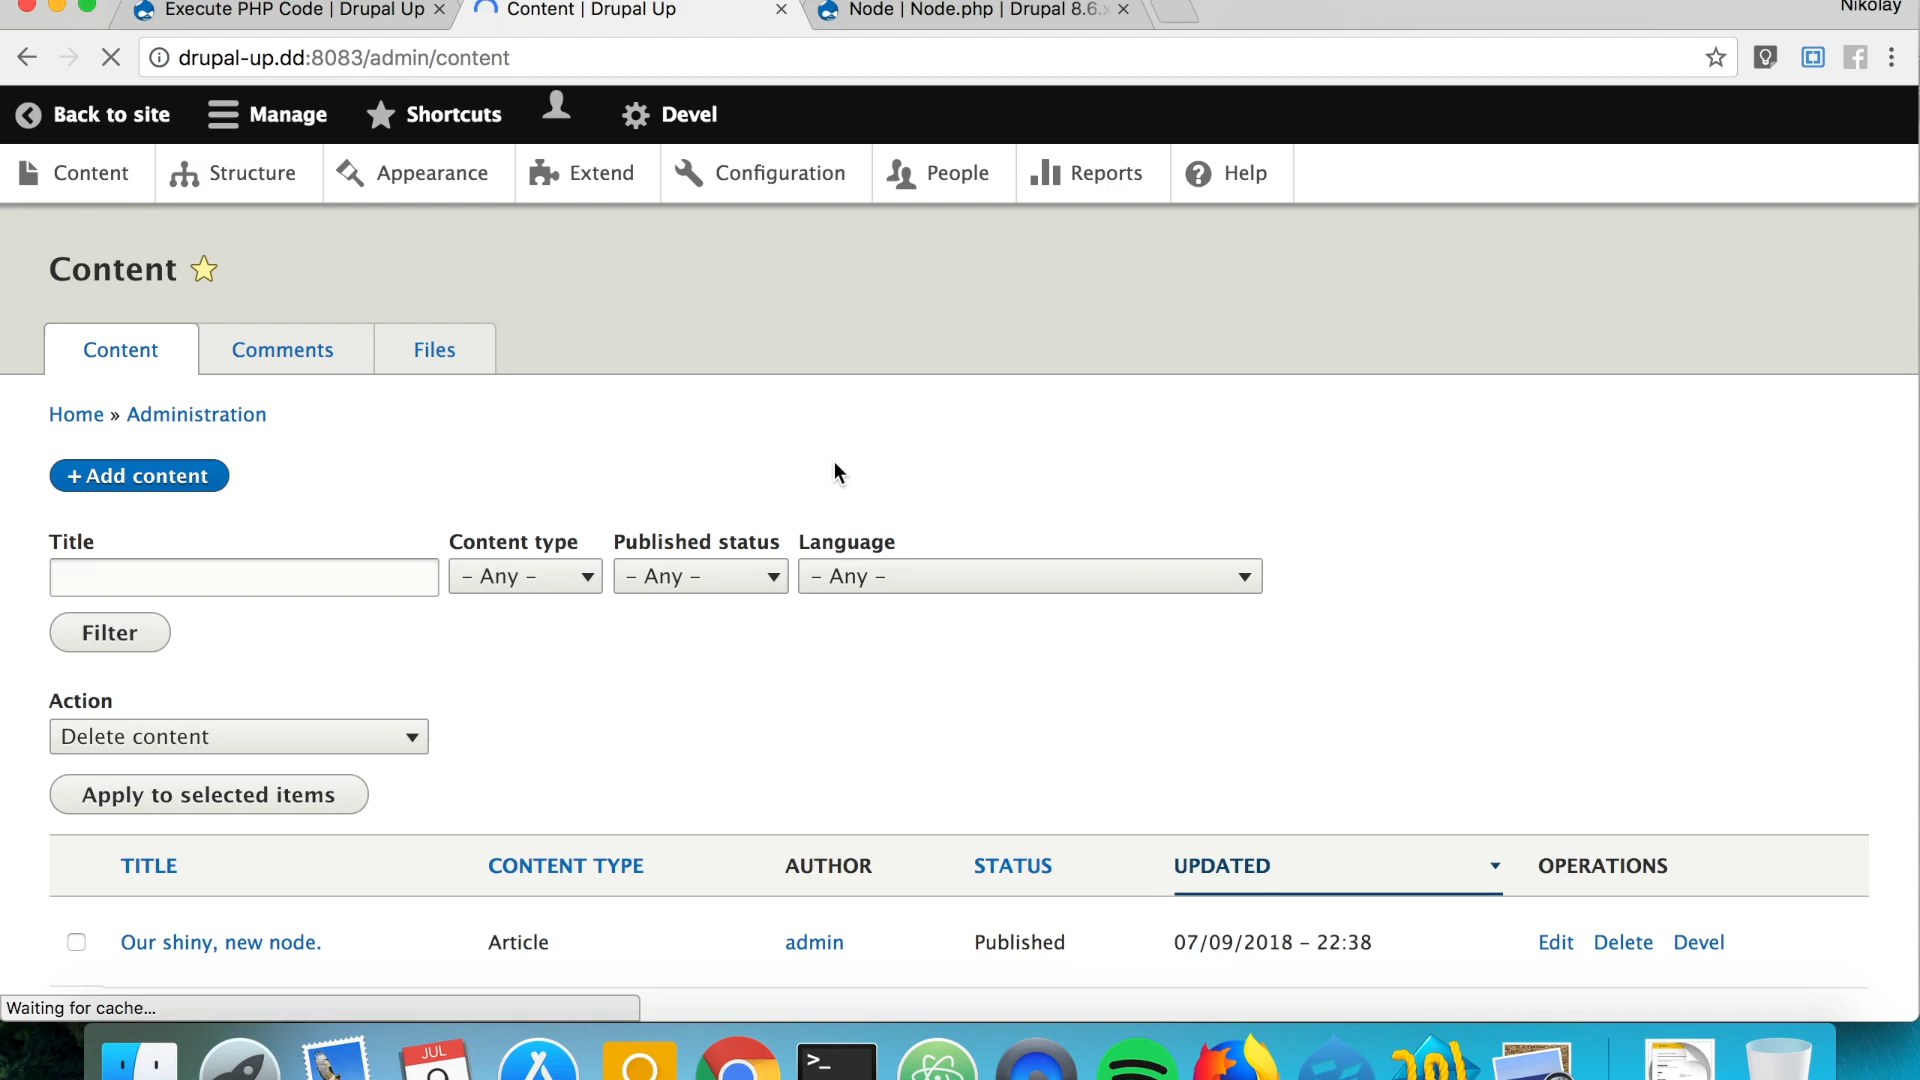 Execute PHP Code | Drupal Up
Content | Drupal Up
Node | Node.php | Drupal 8.6.x
Nikolay
drupal-up.dd:8083/admin/content
Back to site
Manage
Shortcuts
Devel
Content
Structure
Appearance
Extend
Configuration
People
Reports
Help
Content
Content
Comments
Files
Home » Administration
+ Add content
Title
Content type
Published status
Language
- Any -
- Any -
- Any -
Filter
Action
Delete content
Apply to selected items
TITLE
CONTENT TYPE
AUTHOR
STATUS
UPDATED
OPERATIONS
Our shiny, new node.
Article
admin
Published
07/09/2018 - 22:38
Edit Delete Devel
Waiting for cache...
JUL
>_